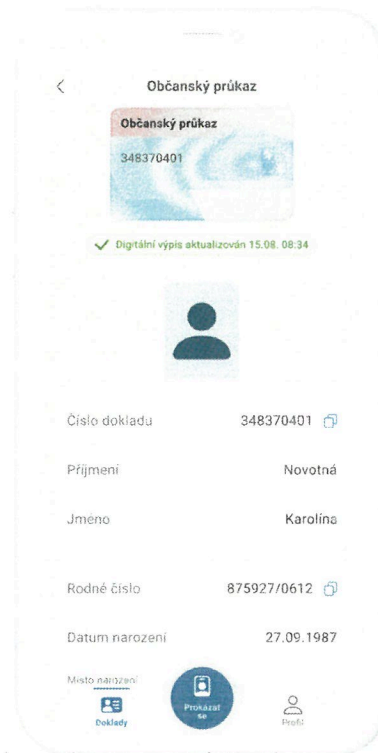 Občanský průkaz
Občanský průkaz
348370401
Digitální výpis aktualizován 15.08. 08:34
Číslo dokladu 348370401
Příjmení Novotná
Jméno Karolína
Rodné číslo 875927/0612
Datum narození 27.09.1987
Místo narození
Doklady
Prokázat
se
Profil